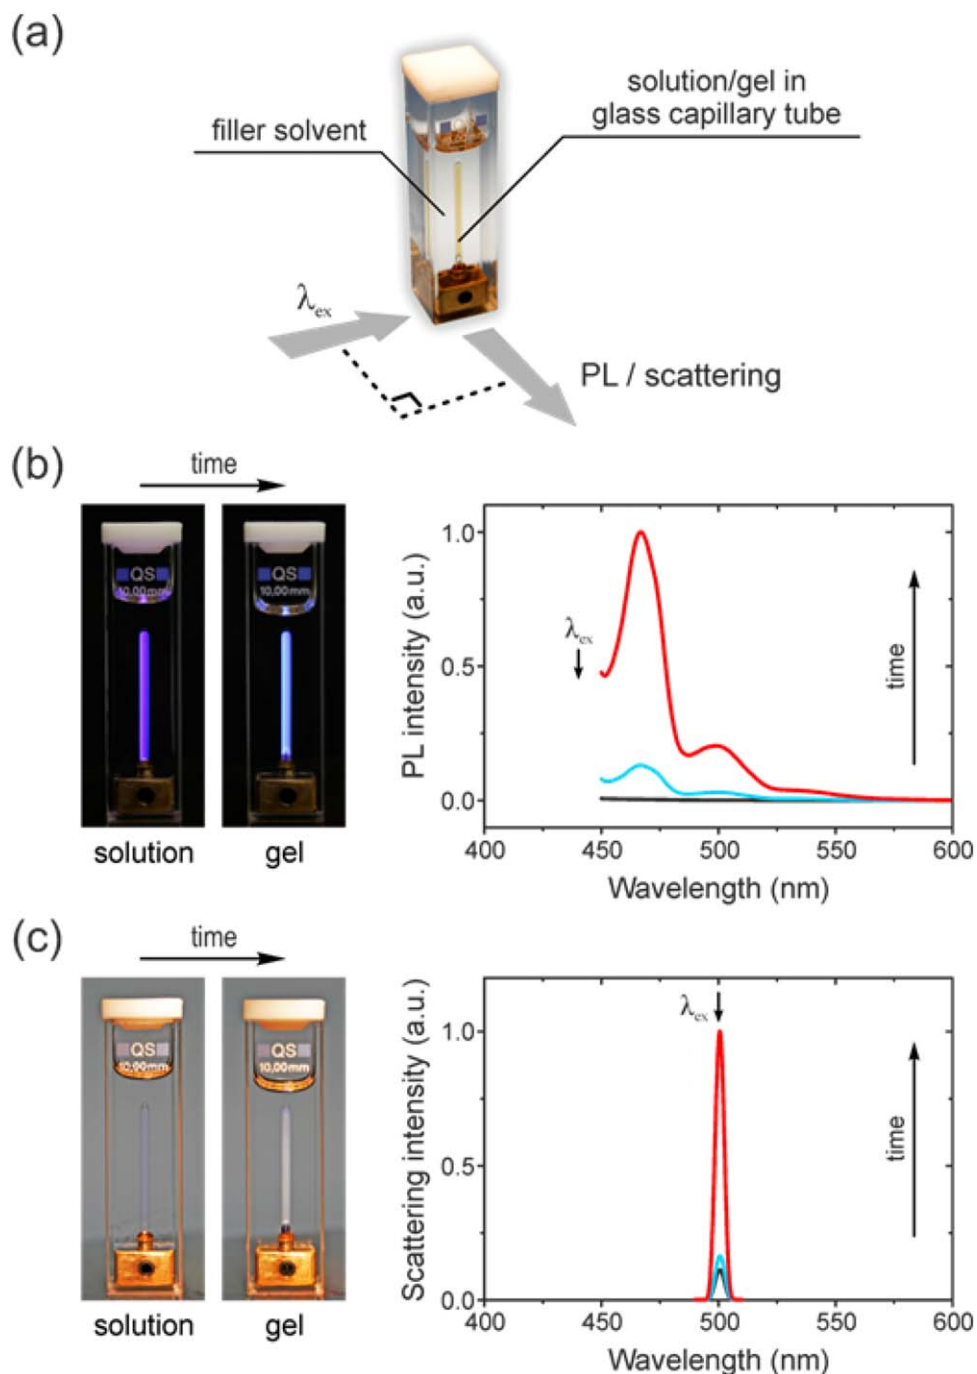 (a)
filler solvent
solution/gel in
glass capillary tube
QS
λex
PL / scattering
(b)
time
QS
10,00mm
QS
10,00mm
solution
gel
PL intensity (a.u.)
1.0
0.5
0.0
λex
time
400
450
500
550
600
Wavelength (nm)
(c)
time
QS
10,00mm
QS
10,00mm
solution
gel
Scattering intensity (a.u.)
1.0
0.5
0.0
λex
time
400
450
500
550
600
Wavelength (nm)